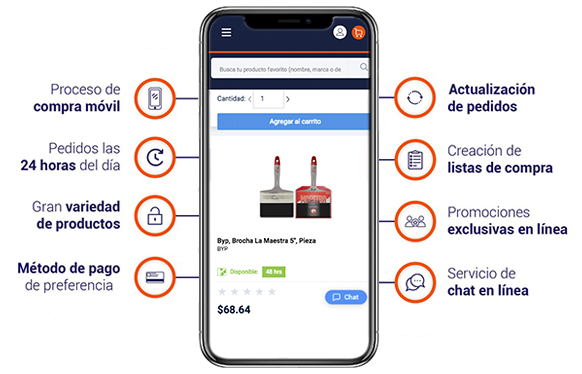 Proceso de
compra móvil
Pedidos las
24 horas del día
Gran variedad
de productos
Método de pago
de preferencia
Busca tu producto favorito (nombre, marca o de
Cantidad: < 1 >
Agregar al carrito
Byp, Brocha La Maestra 5", Pieza
BYP
Disponible: 48 hrs
Chat
$68.64
Actualización
de pedidos
Creación de
listas de compra
Promociones
exclusivas en línea
Servicio de
chat en línea